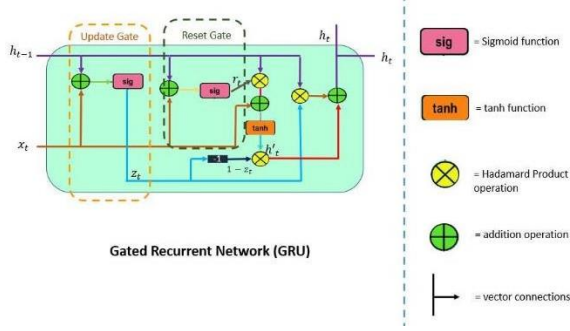 Update Gate
Reset Gate
h_t
h_{t-1}
h_t
sig
sig
r_t
tanh
x_t
h'_t
-1
z_t
1 - z_t
Gated Recurrent Network (GRU)
sig = Sigmoid function
tanh = tanh function
= Hadamard Product
operation
= addition operation
= vector connections